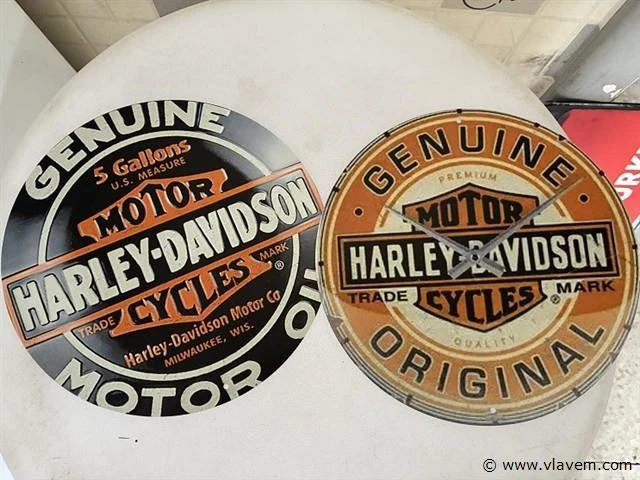 GENUINE
5 Gallons
U.S. MEASURE
MOTOR
HARLEY-DAVIDSON
TRADE MARK
CYCLES®
Harley-Davidson Motor Co
MILWAUKEE, WIS.
MOTOR OIL
GENUINE
PREMIUM
MOTOR
HARLEY-DAVIDSON
TRADE MARK
CYCLES®
QUALITY
ORIGINAL
© www.vlavem.com